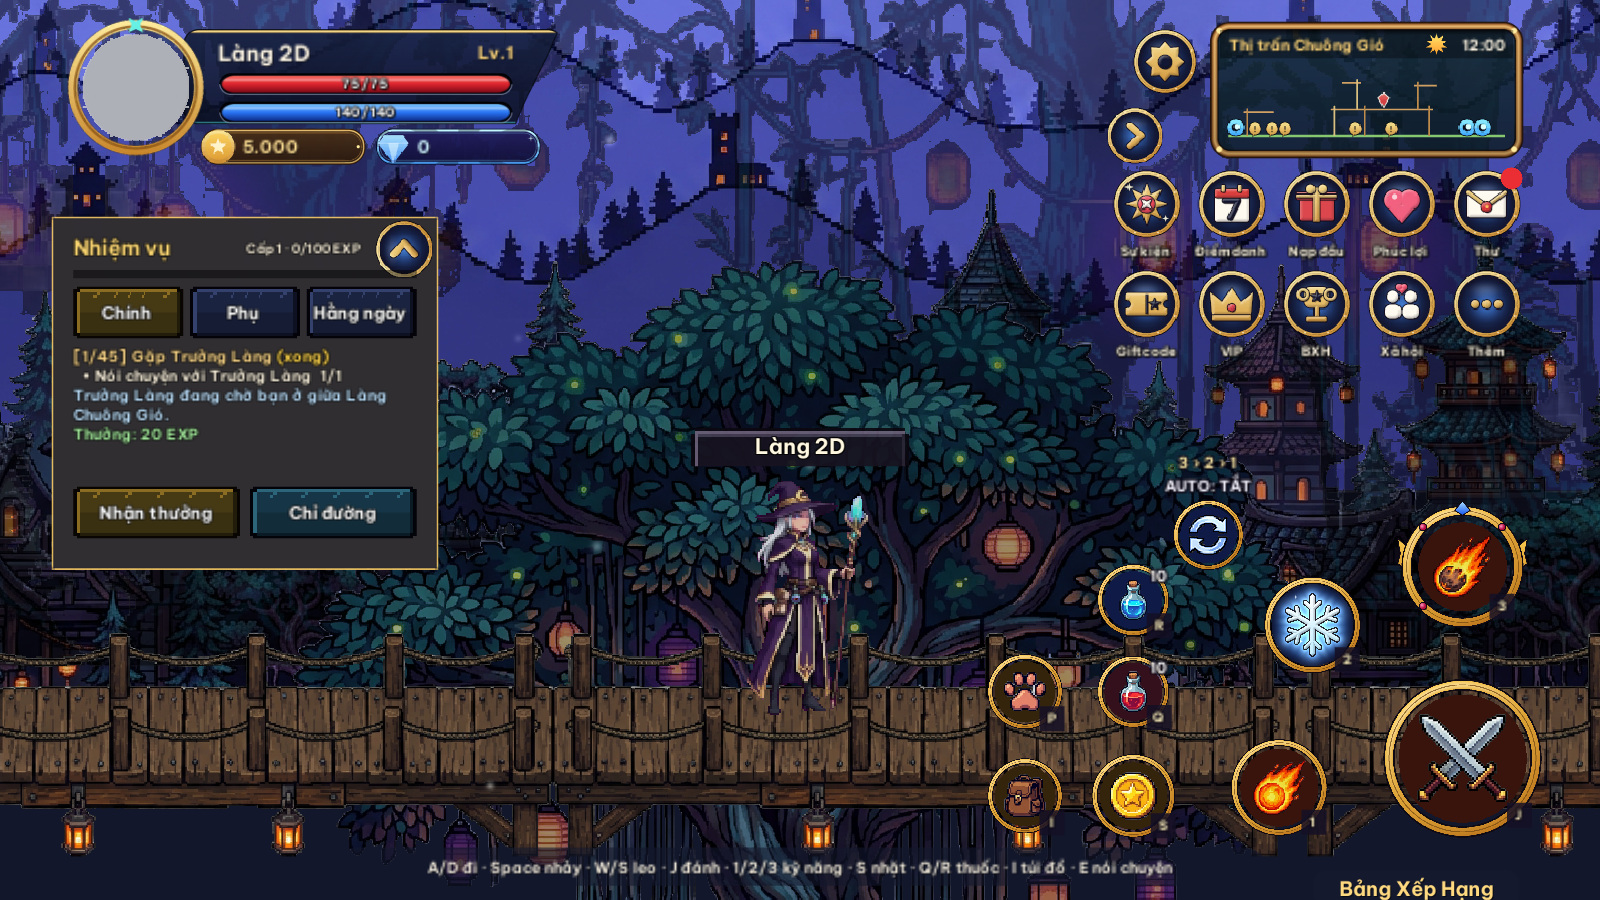 Làng 2D
Lv.1
75/75
140/140
5.000
0
Thị trấn Chuông Gió
12:00
Nhiệm vụ
Cấp 1 - 0/100 EXP
Chính
Phụ
Hằng ngày
[1/45] Gặp Trưởng Làng (xong)
• Nói chuyện với Trưởng Làng 1/1
Trưởng Làng đang chờ bạn ở giữa Làng
Chuông Gió.
Thưởng: 20 EXP
Nhận thưởng
Chỉ đường
7
Sự kiện
Điểm danh
Nạp đầu
Phúc lợi
Thư
Giftcode
VIP
BXH
Xã hội
Thêm
Làng 2D
3 › 2 › 1
AUTO: TẮT
10
R
3
2
10
P
Q
I
S
1
J
A/D đi - Space nhảy - W/S leo - J đánh - 1/2/3 kỹ năng - S nhặt - Q/R thuốc - I túi đồ - E nói chuyện
Bảng Xếp Hạng